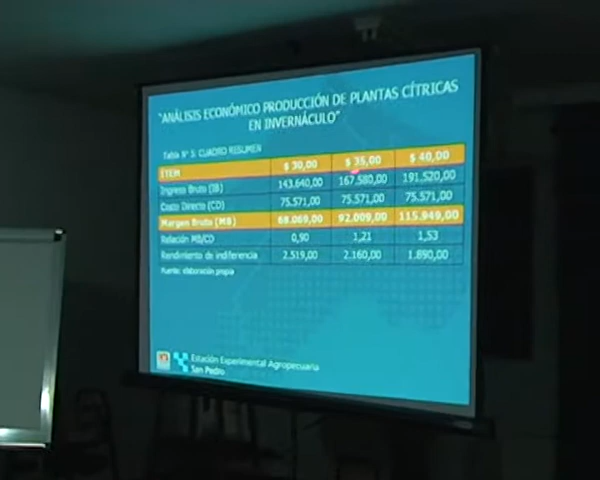 "ANÁLISIS ECONÓMICO PRODUCCIÓN DE PLANTAS CÍTRICAS
EN INVERNÁCULO"
Tabla N° 5: CUADRO RESUMEN
ITEM $ 30,00 $ 35,00 $ 40,00
Ingreso Bruto (IB) 143.640,00 167.580,00 191.520,00
Costo Directo (CD) 75.571,00 75.571,00 75.571,00
Margen Bruto (MB) 68.069,00 92.009,00 115.949,00
Relación MB/CD 0,90 1,21 1,53
Rendimiento de indiferencia 2.519,00 2.160,00 1.890,00
Fuente: elaboración propia
Estación Experimental Agropecuaria
San Pedro